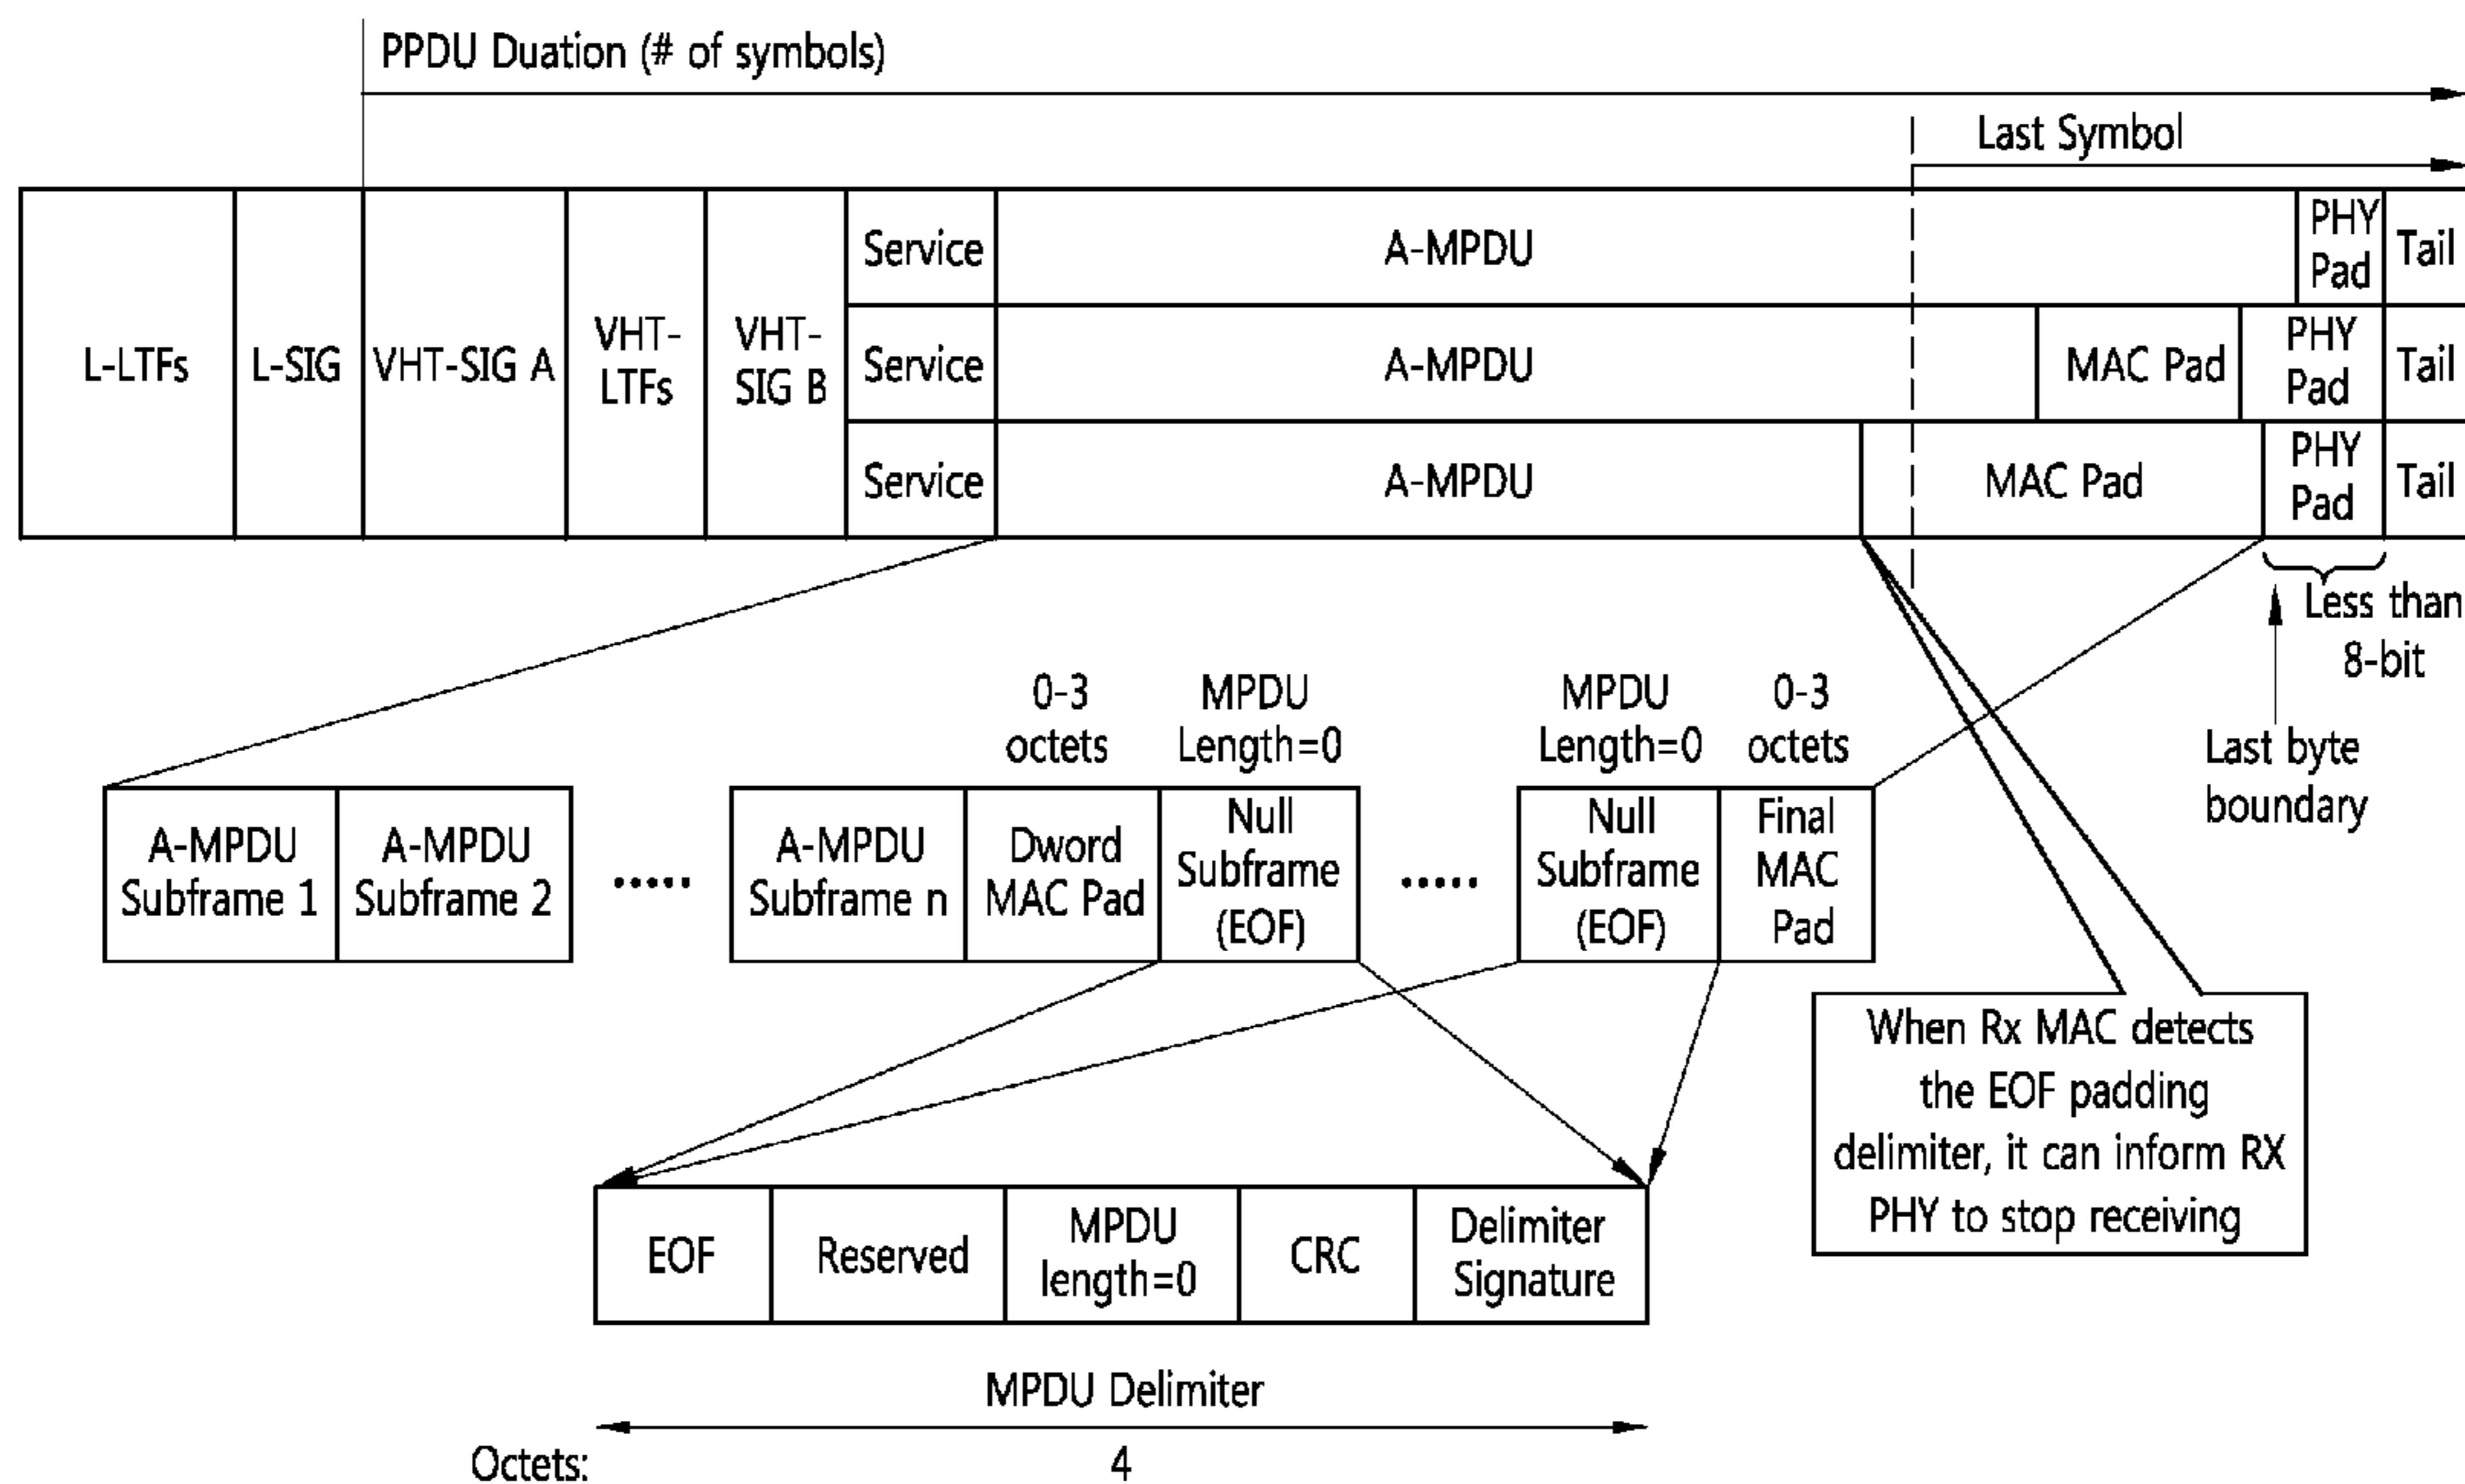 PPDU Duation (# of symbols)
Last Symbol
L-LTFs
L-SIG
VHT-SIG A
VHT-
LTFs
VHT-
SIG B
Service
A-MPDU
PHY
Pad
Tail
Service
A-MPDU
MAC Pad
PHY
Pad
Tail
Service
A-MPDU
MAC Pad
PHY
Pad
Tail
Less than
8-bit
Last byte
boundary
0-3
octets
MPDU
Length=0
MPDU
Length=0
0-3
octets
A-MPDU
Subframe 1
A-MPDU
Subframe 2
.....
A-MPDU
Subframe n
Dword
MAC Pad
Null
Subframe
(EOF)
.....
Null
Subframe
(EOF)
Final
MAC
Pad
When Rx MAC detects
the EOF padding
delimiter, it can inform RX
PHY to stop receiving
EOF
Reserved
MPDU
length=0
CRC
Delimiter
Signature
MPDU Delimiter
Octets:
4